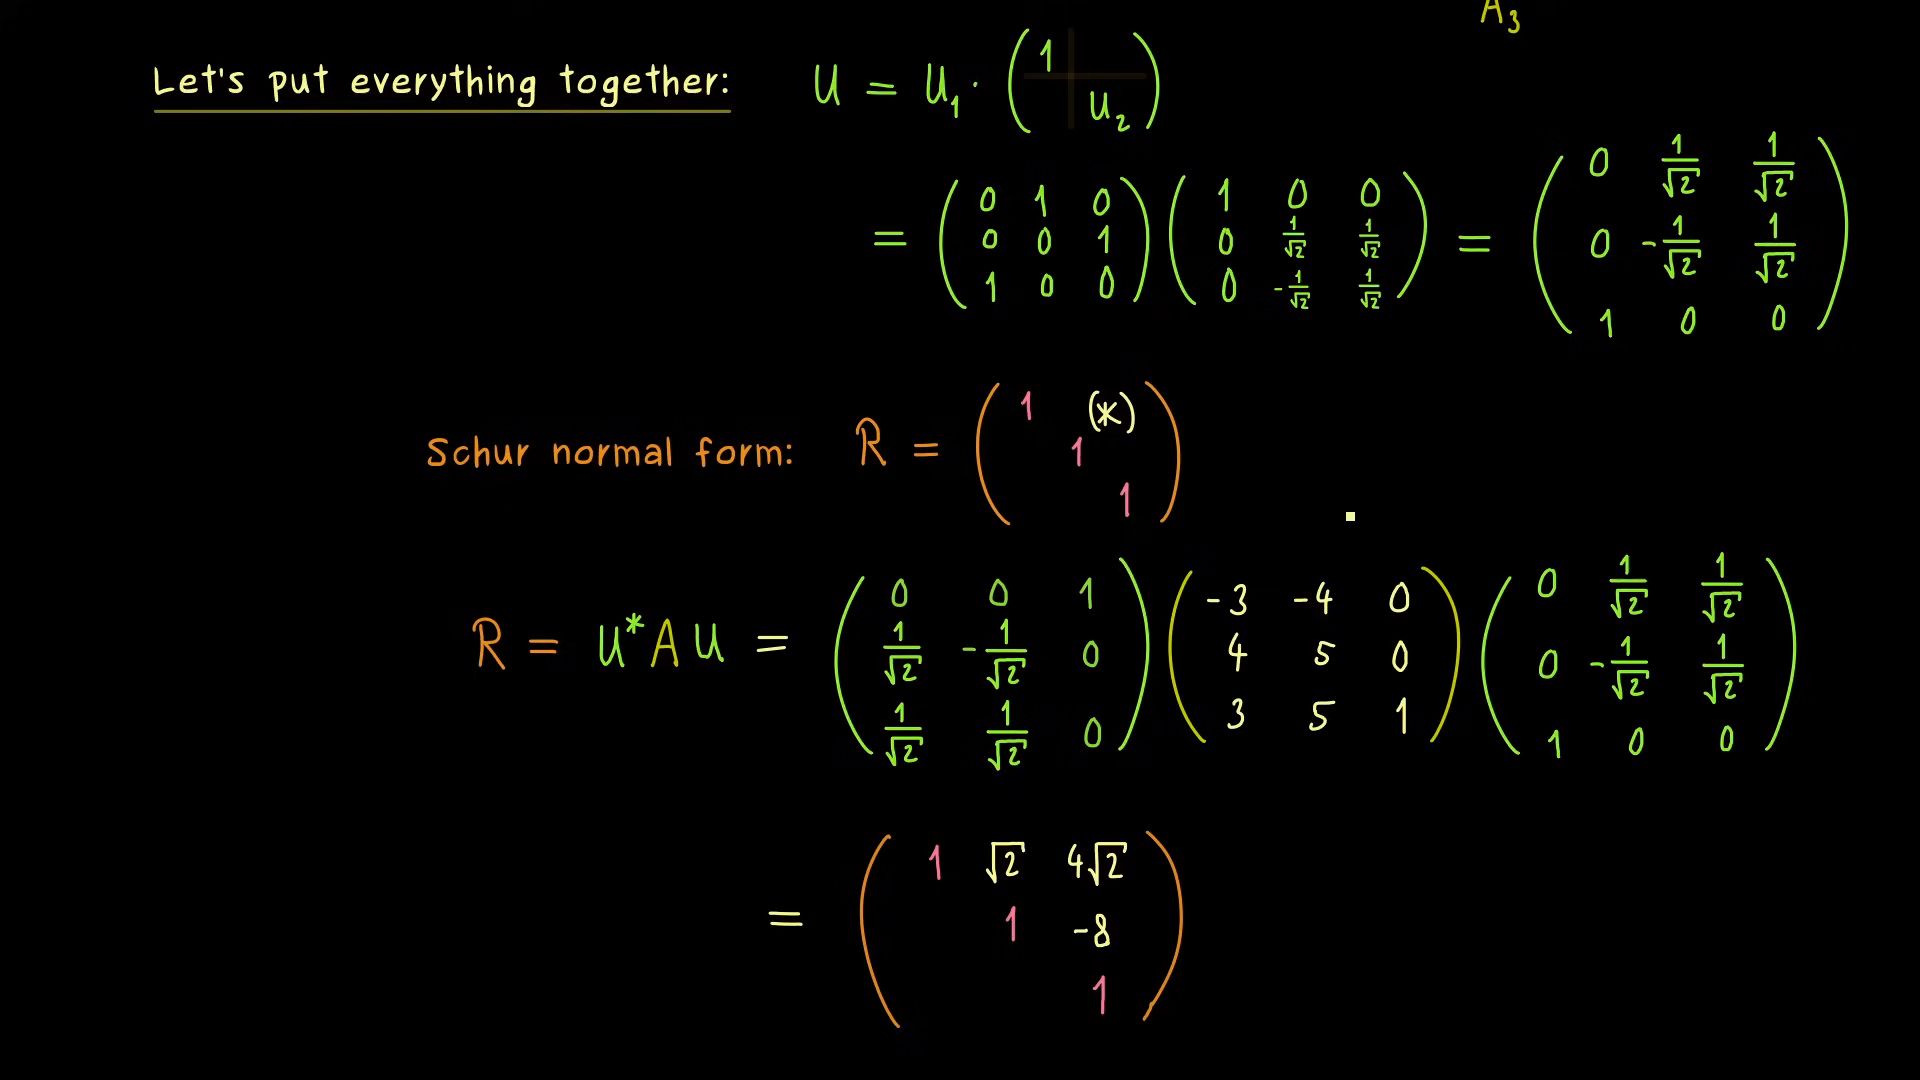 A₃
Let's put everything together: U = U₁ · ( 1 U₂ )
= ( 0 1 0 ; 0 0 1 ; 1 0 0 ) ( 1 0 0 ; 0 1/√2 1/√2 ; 0 -1/√2 1/√2 ) = ( 0 1/√2 1/√2 ; 0 -1/√2 1/√2 ; 1 0 0 )
Schur normal form: R = ( 1 (*) ; 1 ; 1 )
R = U*AU = ( 0 0 1 ; 1/√2 -1/√2 0 ; 1/√2 1/√2 0 ) ( -3 -4 0 ; 4 5 0 ; 3 5 1 ) ( 0 1/√2 1/√2 ; 0 -1/√2 1/√2 ; 1 0 0 )
= ( 1 √2 4√2 ; 1 -8 ; 1 )